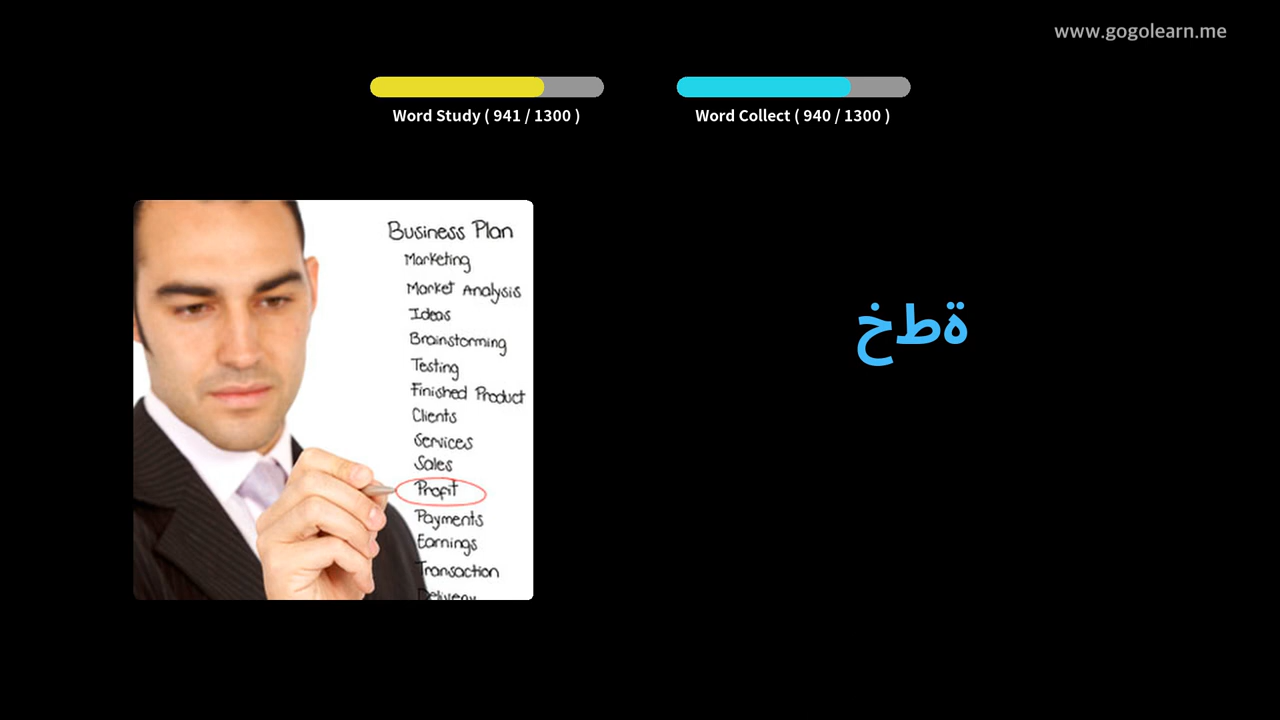 www.gogolearn.me
Word Study ( 941 / 1300 )
Word Collect ( 940 / 1300 )
Business Plan
Marketing
Market Analysis
Ideas
Brainstorming
Testing
Finished Product
Clients
Services
Sales
Profit
Payments
Earnings
Transaction
Delivery
خطة